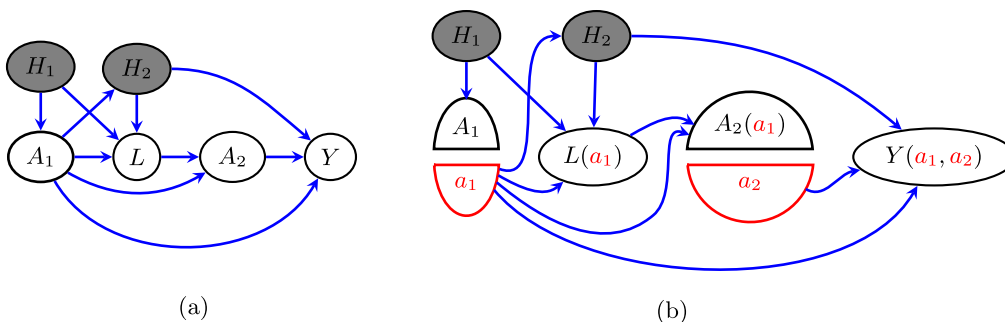 H₁ H₂
A₁ L A₂ Y
(a)
H₁ H₂
A₁ A₂(a₁)
L(a₁) Y(a₁, a₂)
a₁ a₂
(b)